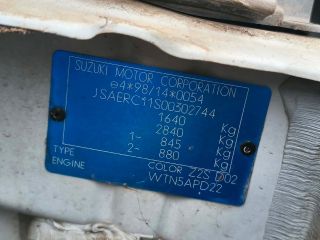 SUZUKI MOTOR CORPORATION
e4*98/14*0054
JSAERC11S00302744
1640 Kg
2840 Kg
1- 845 Kg
2- 880 Kg
TYPE COLOR Z2S D02
ENGINE WTN5APD22